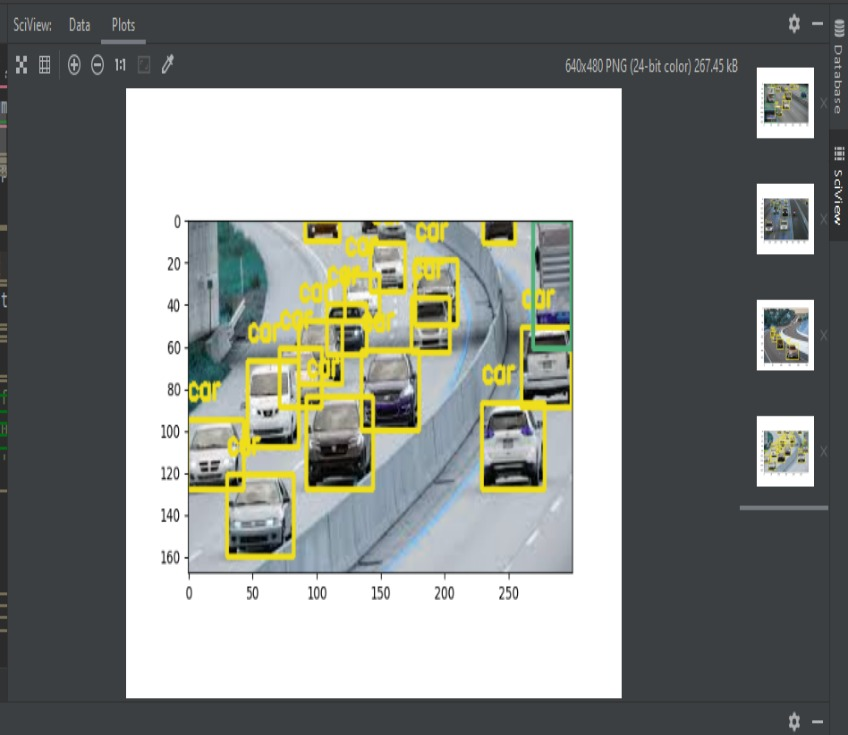 SciView: Data Plots
1:1
640x480 PNG (24-bit color) 267.45 kB
Database
SciView
0
20
40
60
80
100
120
140
160
0 50 100 150 200 250
car
car
car
car
car
car
car
car
car
car
car
car
car